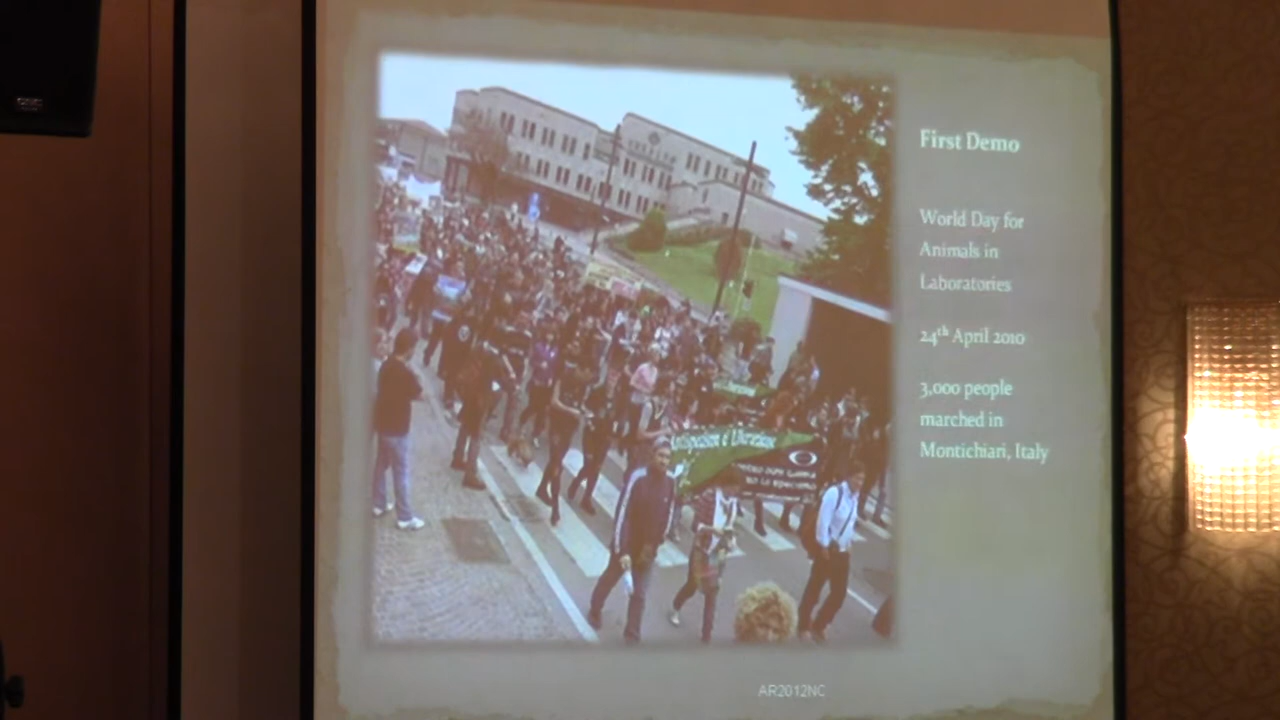 First Demo
World Day for
Animals in
Laboratories
24th April 2010
3,000 people
marched in
Montichiari, Italy
AR2012NC